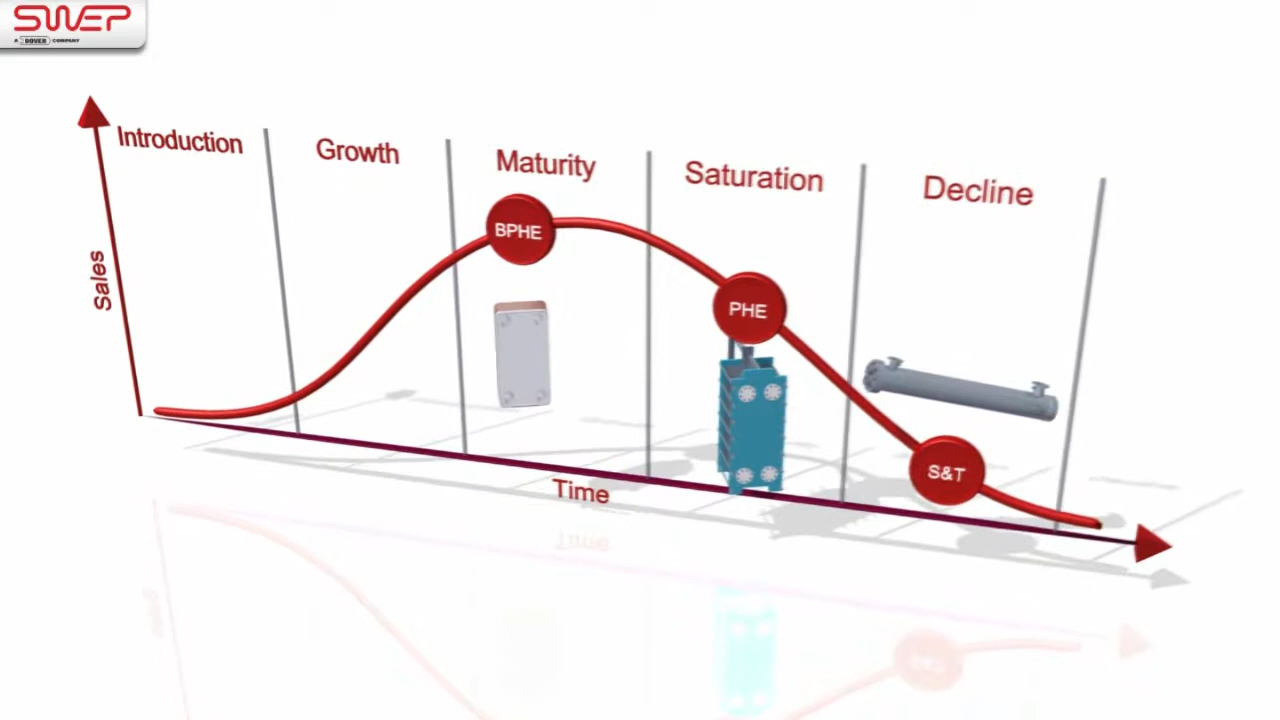 SWEP
A DOVER COMPANY
Introduction
Growth
Maturity
Saturation
Decline
BPHE
PHE
S&T
Sales
Time